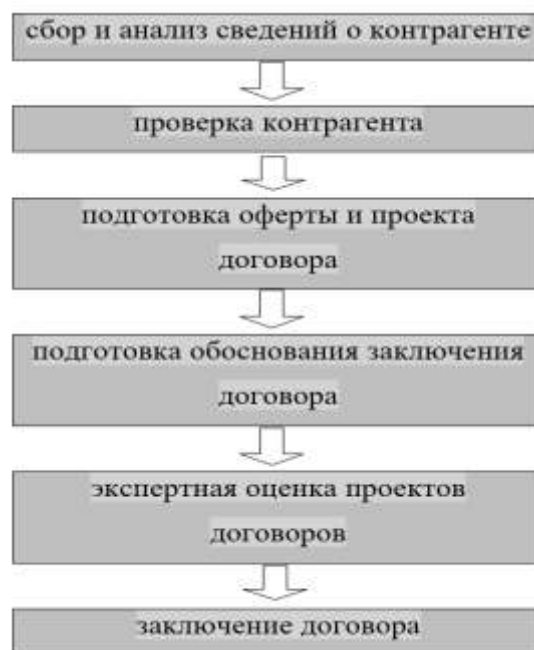 сбор и анализ сведений о контрагенте
проверка контрагента
подготовка оферты и проекта
договора
подготовка обоснования заключения
договора
экспертная оценка проектов
договоров
заключение договора